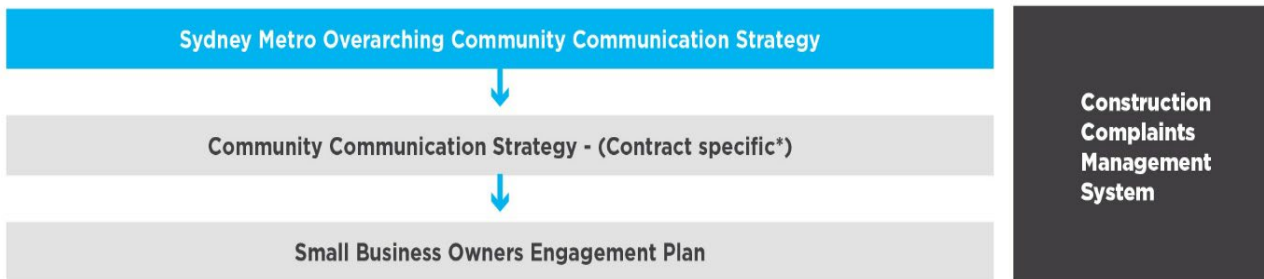 Sydney Metro Overarching Community Communication Strategy
Community Communication Strategy - (Contract specific*)
Small Business Owners Engagement Plan
Construction
Complaints
Management
System